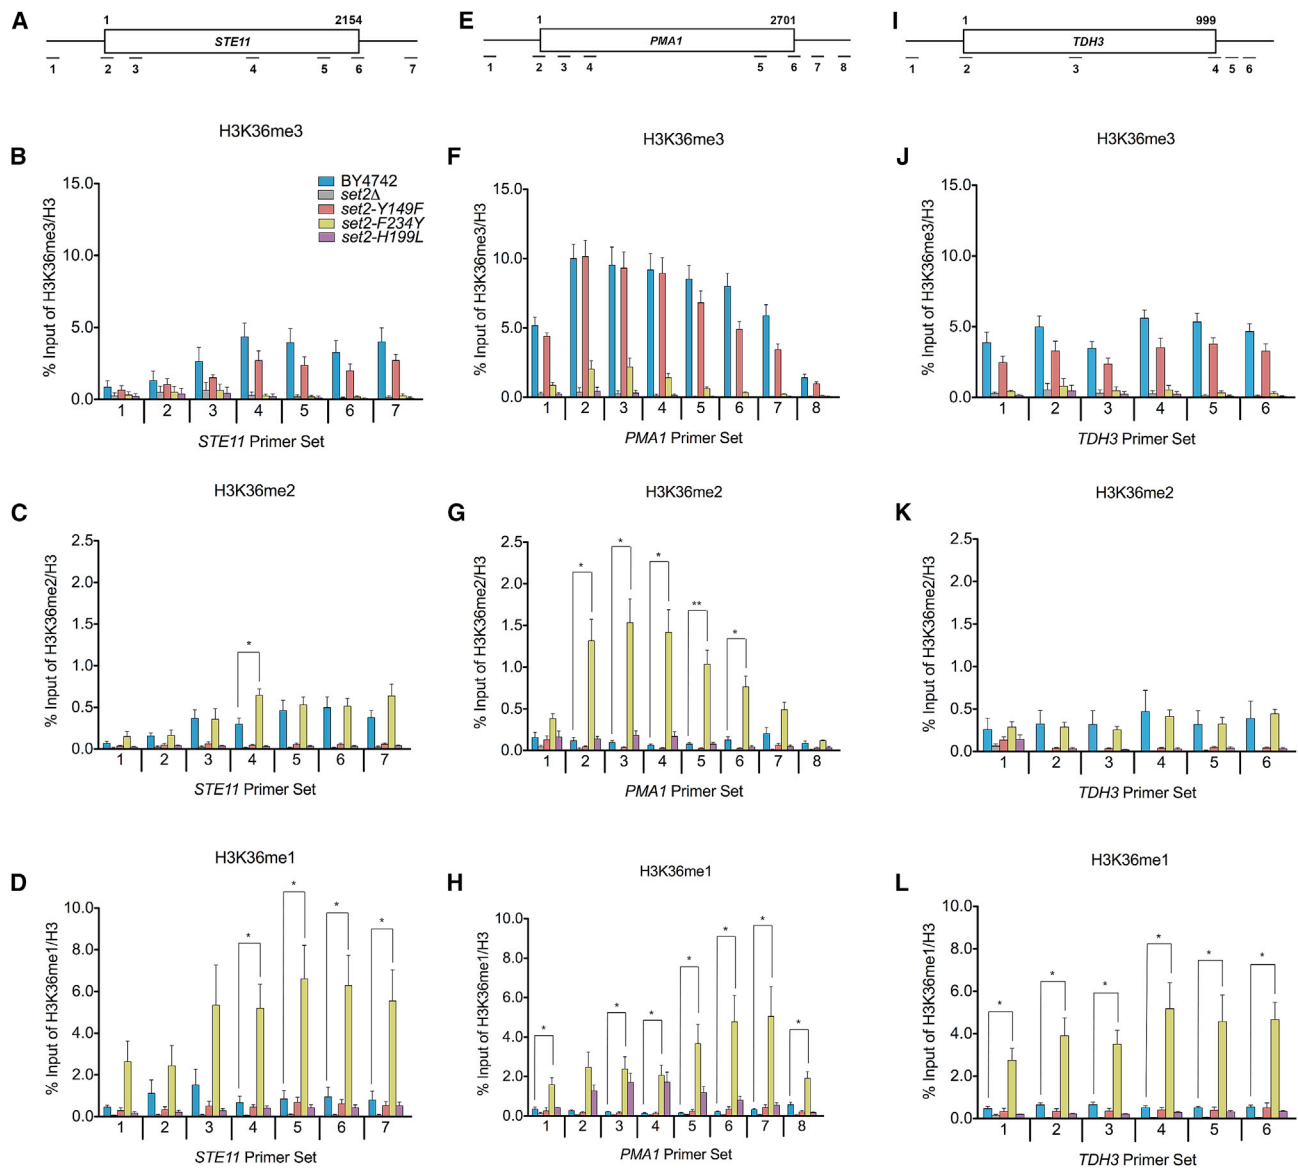 A
1 2154
STE11
1 2 3 4 5 6 7
E
1 2701
PMA1
1 2 3 4 5 6 7 8
I
1 999
TDH3
1 2 3 4 5 6
H3K36me3
B
BY4742
set2Δ
set2-Y149F
set2-F234Y
set2-H199L
% Input of H3K36me3/H3
15.0
10.0
5.0
0.0
1 2 3 4 5 6 7
STE11 Primer Set
H3K36me3
F
% Input of H3K36me3/H3
15.0
10.0
5.0
0.0
1 2 3 4 5 6 7 8
PMA1 Primer Set
H3K36me3
J
% Input of H3K36me3/H3
15.0
10.0
5.0
0.0
1 2 3 4 5 6
TDH3 Primer Set
H3K36me2
C
% Input of H3K36me2/H3
2.5
2.0
1.5
1.0
0.5
0.0
*
1 2 3 4 5 6 7
STE11 Primer Set
H3K36me2
G
% Input of H3K36me2/H3
2.5
2.0
1.5
1.0
0.5
0.0
* * * ** *
1 2 3 4 5 6 7 8
PMA1 Primer Set
H3K36me2
K
% Input of H3K36me2/H3
2.5
2.0
1.5
1.0
0.5
0.0
1 2 3 4 5 6
TDH3 Primer Set
H3K36me1
D
% Input of H3K36me1/H3
10.0
8.0
6.0
4.0
2.0
0.0
* * * *
1 2 3 4 5 6 7
STE11 Primer Set
H3K36me1
H
% Input of H3K36me1/H3
10.0
8.0
6.0
4.0
2.0
0.0
* * * * * * *
1 2 3 4 5 6 7 8
PMA1 Primer Set
H3K36me1
L
% Input of H3K36me1/H3
10.0
8.0
6.0
4.0
2.0
0.0
* * * * * *
1 2 3 4 5 6
TDH3 Primer Set